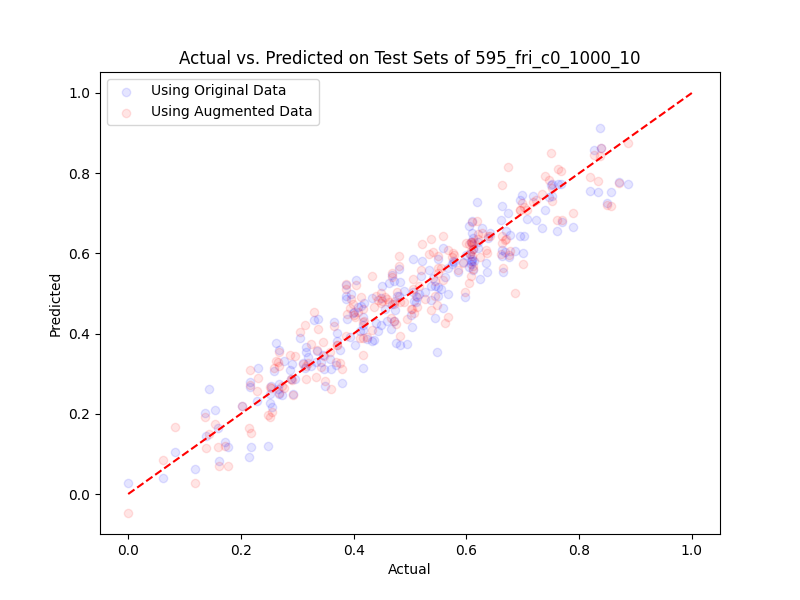 Actual vs. Predicted on Test Sets of 595_fri_c0_1000_10
Using Original Data
Using Augmented Data
1.0
0.8
0.6
0.4
0.2
0.0
Predicted
0.0 0.2 0.4 0.6 0.8 1.0
Actual